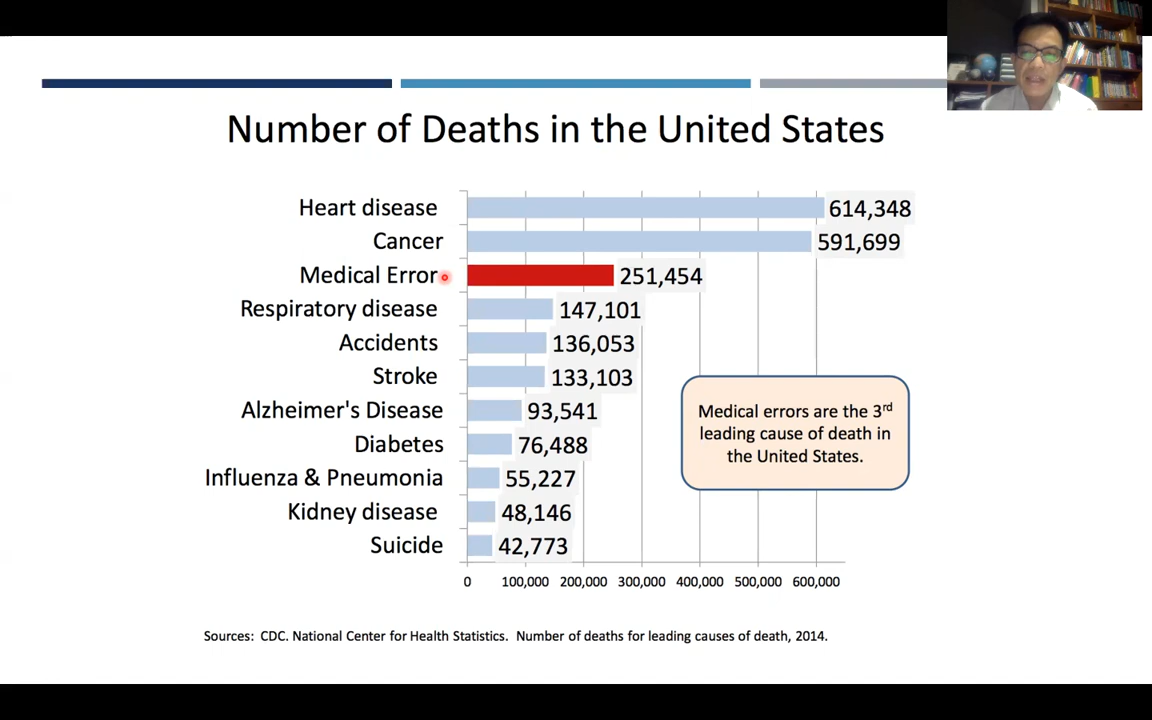 Number of Deaths in the United States
Heart disease 614,348
Cancer 591,699
Medical Error 251,454
Respiratory disease 147,101
Accidents 136,053
Stroke 133,103
Alzheimer's Disease 93,541
Diabetes 76,488
Influenza & Pneumonia 55,227
Kidney disease 48,146
Suicide 42,773
Medical errors are the 3rd
leading cause of death in
the United States.
0 100,000 200,000 300,000 400,000 500,000 600,000
Sources: CDC. National Center for Health Statistics. Number of deaths for leading causes of death, 2014.